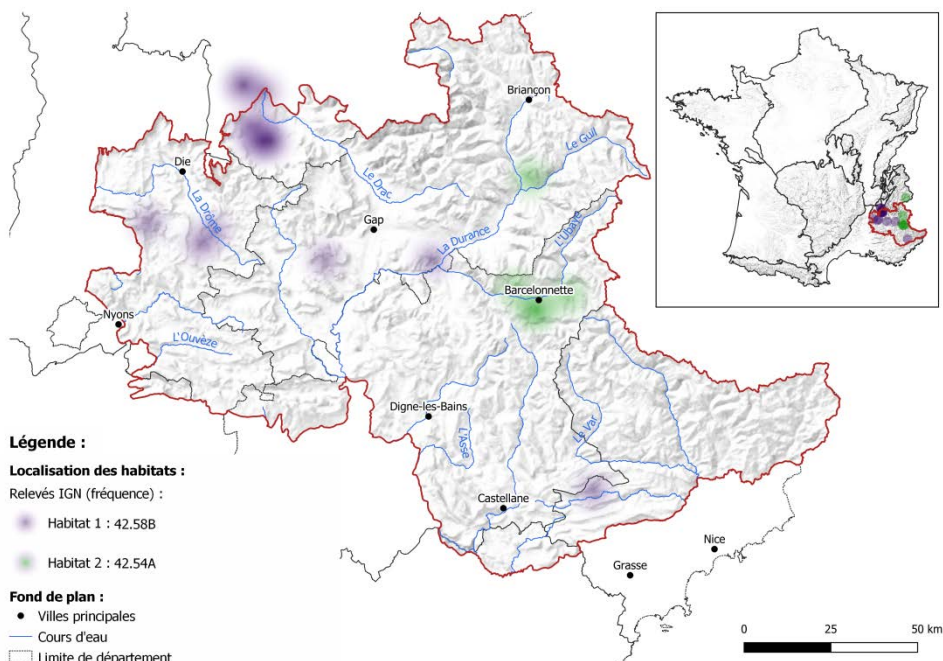 Briançon
Le Guil
Die
La Drôme
Le Drac
Gap
La Durance
L'Ubaye
Barcelonnette
Nyons
L'Ouvèze
Digne-les-Bains
L'Asse
Le Var
Castellane
Nice
Grasse
Légende :
Localisation des habitats :
Relevés IGN (fréquence) :
Habitat 1 : 42.58B
Habitat 2 : 42.54A
Fond de plan :
Villes principales
Cours d'eau
Limite de département
0 25 50 km